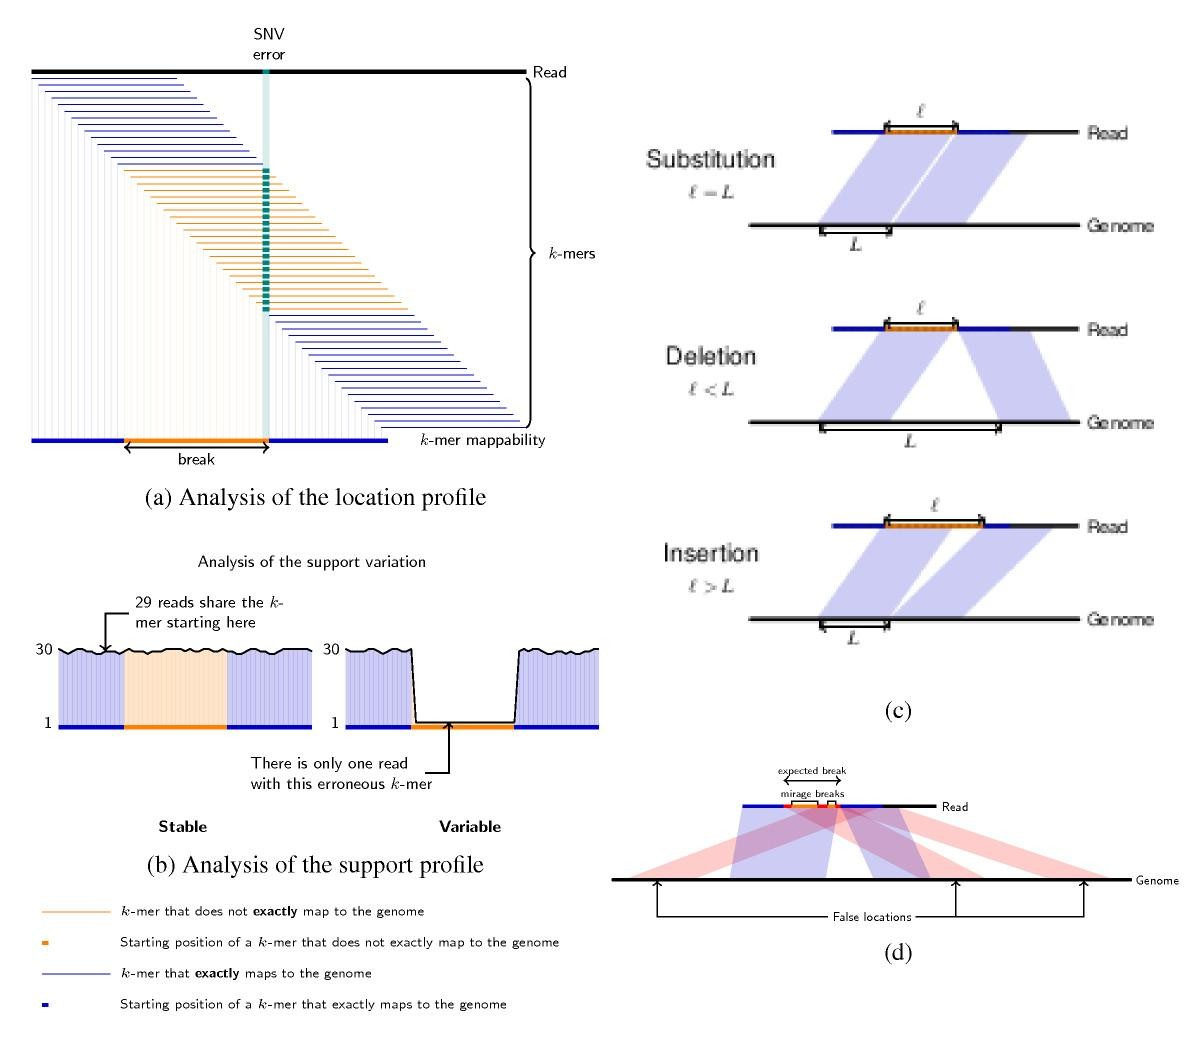 SNV
error
Read
k-mers
k-mer mappability
break
(a) Analysis of the location profile
Analysis of the support variation
29 reads share the k-
mer starting here
30
1
30
1
There is only one read
with this erroneous k-mer
Stable
Variable
(b) Analysis of the support profile
k-mer that does not exactly map to the genome
Starting position of a k-mer that does not exactly map to the genome
k-mer that exactly maps to the genome
Starting position of a k-mer that exactly maps to the genome
ℓ
Read
Substitution
ℓ = L
Genome
L
ℓ
Read
Deletion
ℓ < L
Genome
L
ℓ
Read
Insertion
ℓ > L
Genome
L
(c)
expected break
mirage breaks
Read
Genome
False locations
(d)